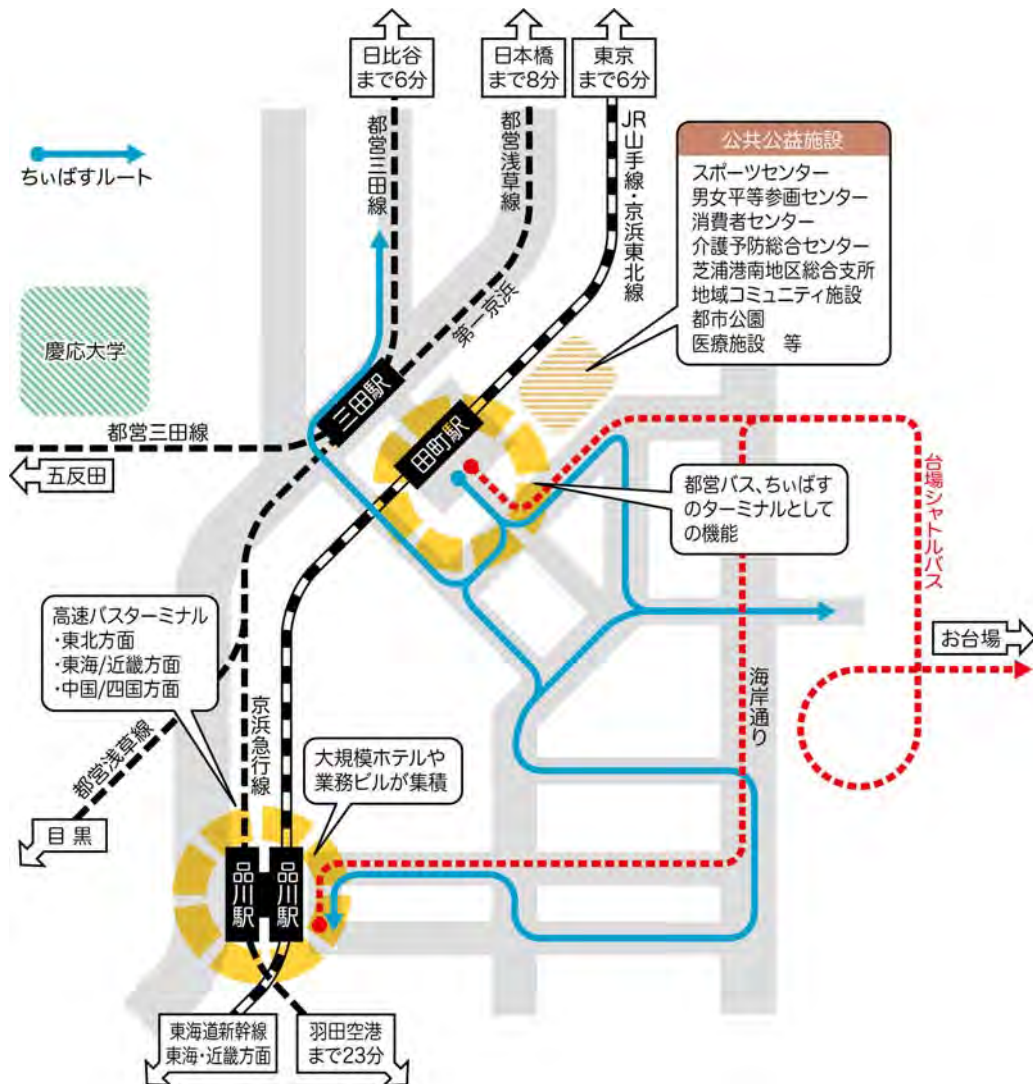 日比谷
まで6分
日本橋
まで8分
東京
まで6分
都営三田線
都営浅草線
JR山手線・京浜東北線
ちぃばすルート
公共公益施設
スポーツセンター
男女平等参画センター
消費者センター
介護予防総合センター
芝浦港南地区総合支所
地域コミュニティ施設
都市公園
医療施設　等
慶応大学
第一京浜
三田駅
田町駅
都営三田線
五反田
都営バス、ちぃばす
のターミナルとして
の機能
台場シャトルバス
お台場
海岸通り
高速バスターミナル
・東北方面
・東海/近畿方面
・中国/四国方面
京浜急行線
大規模ホテルや
業務ビルが集積
都営浅草線
目黒
品川駅
品川駅
東海道新幹線
東海・近畿方面
羽田空港
まで23分